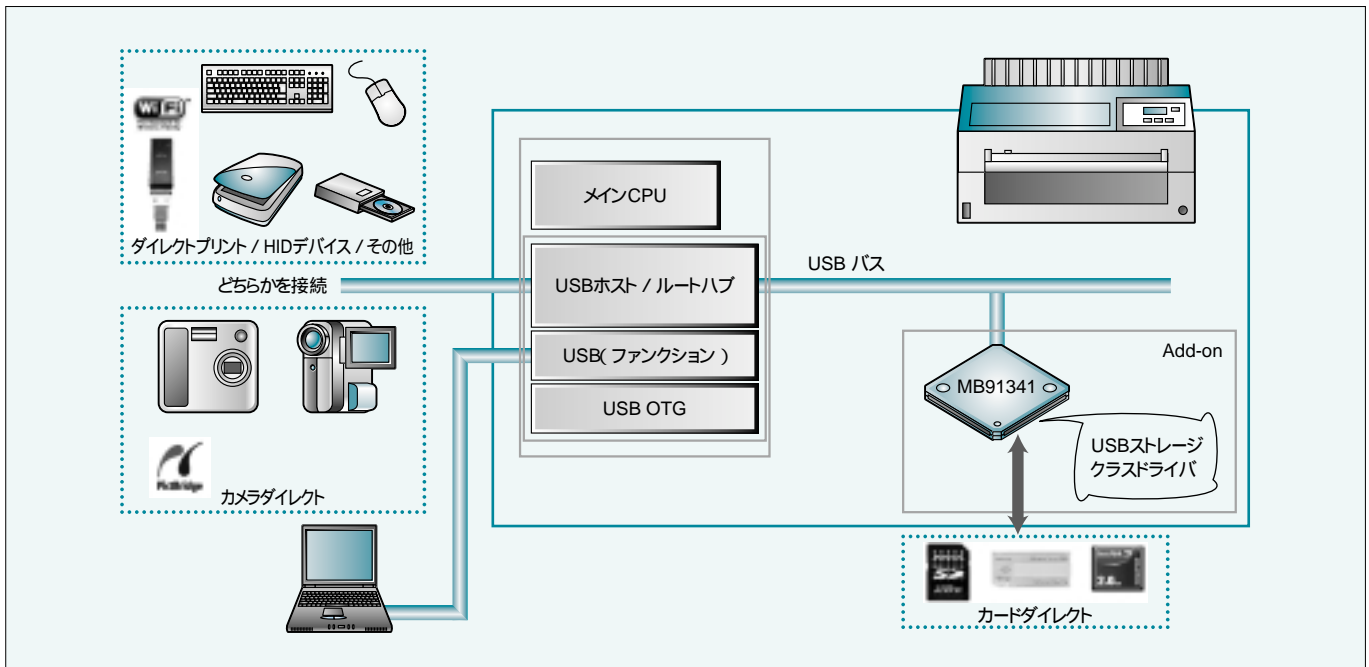 Wi Fi
ダイレクトプリント / HIDデバイス / その他
どちらかを接続
カメラダイレクト
PictBridge
メインCPU
USBホスト / ルートハブ
USB( ファンクション )
USB OTG
USB バス
Add-on
MB91341
USBストレージ
クラスドライバ
カードダイレクト